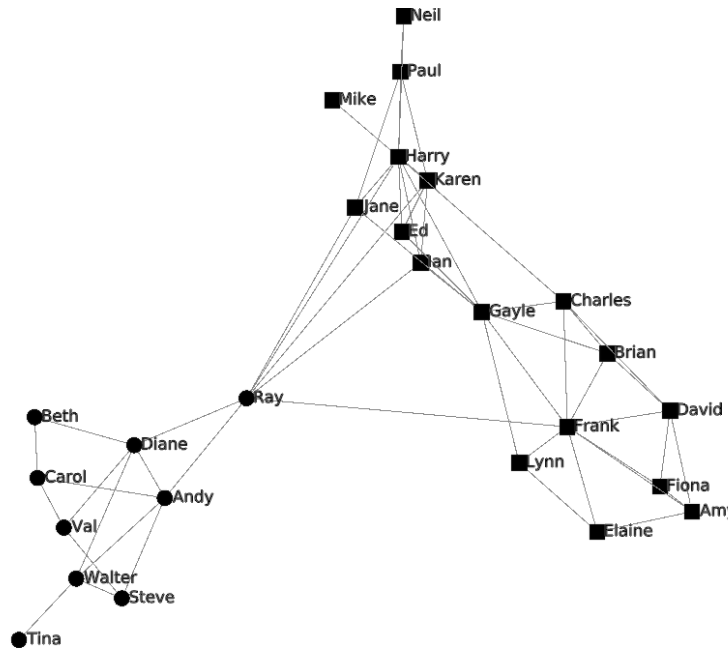 Neil
Paul
Mike
Harry
Karen
Jane
Ed
Ian
Charles
Gayle
Brian
Ray
David
Beth
Frank
Diane
Lynn
Carol
Fiona
Andy
Amy
Val
Elaine
Walter
Steve
Tina